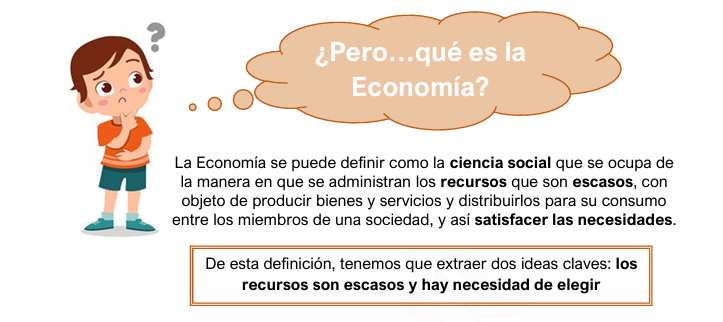 ?
¿Pero…qué es la
Economía?
La Economía se puede definir como la ciencia social que se ocupa de
la manera en que se administran los recursos que son escasos, con
objeto de producir bienes y servicios y distribuirlos para su consumo
entre los miembros de una sociedad, y así satisfacer las necesidades.
De esta definición, tenemos que extraer dos ideas claves: los
recursos son escasos y hay necesidad de elegir